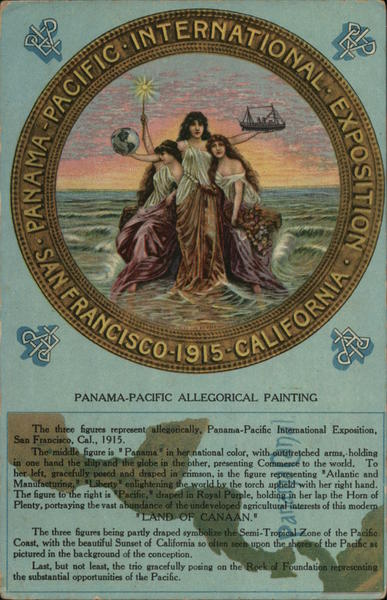 PANAMA-PACIFIC · INTERNATIONAL · EXPOSITION ·
SAN FRANCISCO - 1915 - CALIFORNIA ·
PANAMA-PACIFIC ALLEGORICAL PAINTING
The three figures represent allegorically, Panama-Pacific International Exposition,
San Francisco, Cal., 1915.
The middle figure is "Panama" in her national color, with outstretched arms, holding
in one hand the ship and the globe in the other, presenting Commerce to the world. To
her left, gracefully posed and draped in crimson, is the figure representing "Atlantic and
Manufacturing, "Liberty" enlightening the world by the torch upheld with her right hand.
The figure to the right is "Pacific," draped in Royal Purple, holding in her lap the Horn of
Plenty, portraying the vast abundance of the undeveloped agricultural interests of this modern
"LAND OF CANAAN."
The three figures being partly draped symbolize the Semi-Tropical Zone of the Pacific
Coast, with the beautiful Sunset of California so often seen upon the shores of the Pacific as
pictured in the background of the conception.
Last, but not least, the trio gracefully posing on the Rock of Foundation representing
the substantial opportunities of the Pacific.